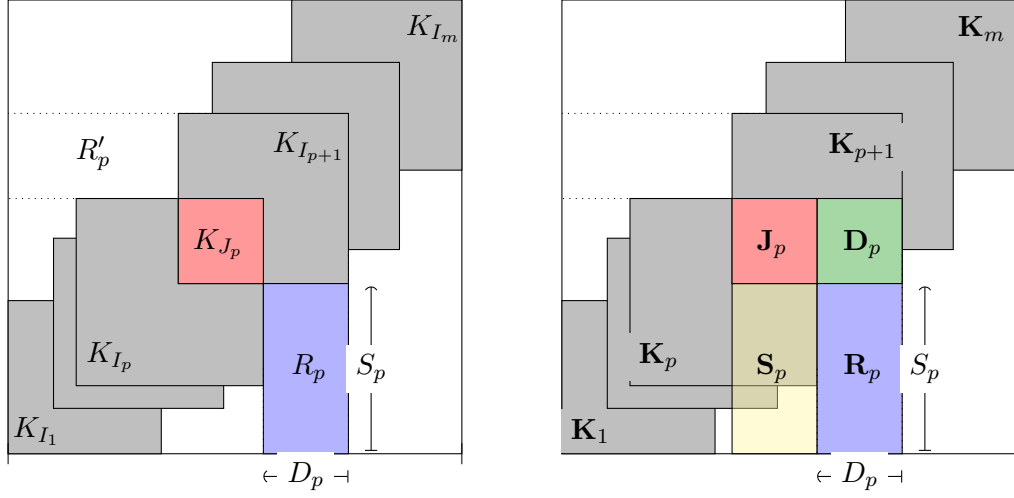 K_{I_m}
K_{I_{p+1}}
R'_p
K_{J_p}
K_{I_p}
R_p
S_p
K_{I_1}
D_p
K_m
K_{p+1}
J_p
D_p
K_p
S_p
R_p
S_p
K_1
D_p